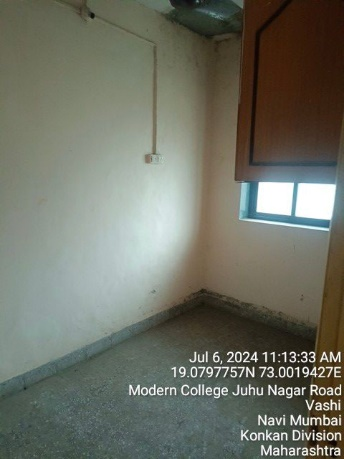 Jul 6, 2024 11:13:33 AM
19.0797757N 73.0019427E
Modern College Juhu Nagar Road
Vashi
Navi Mumbai
Konkan Division
Maharashtra